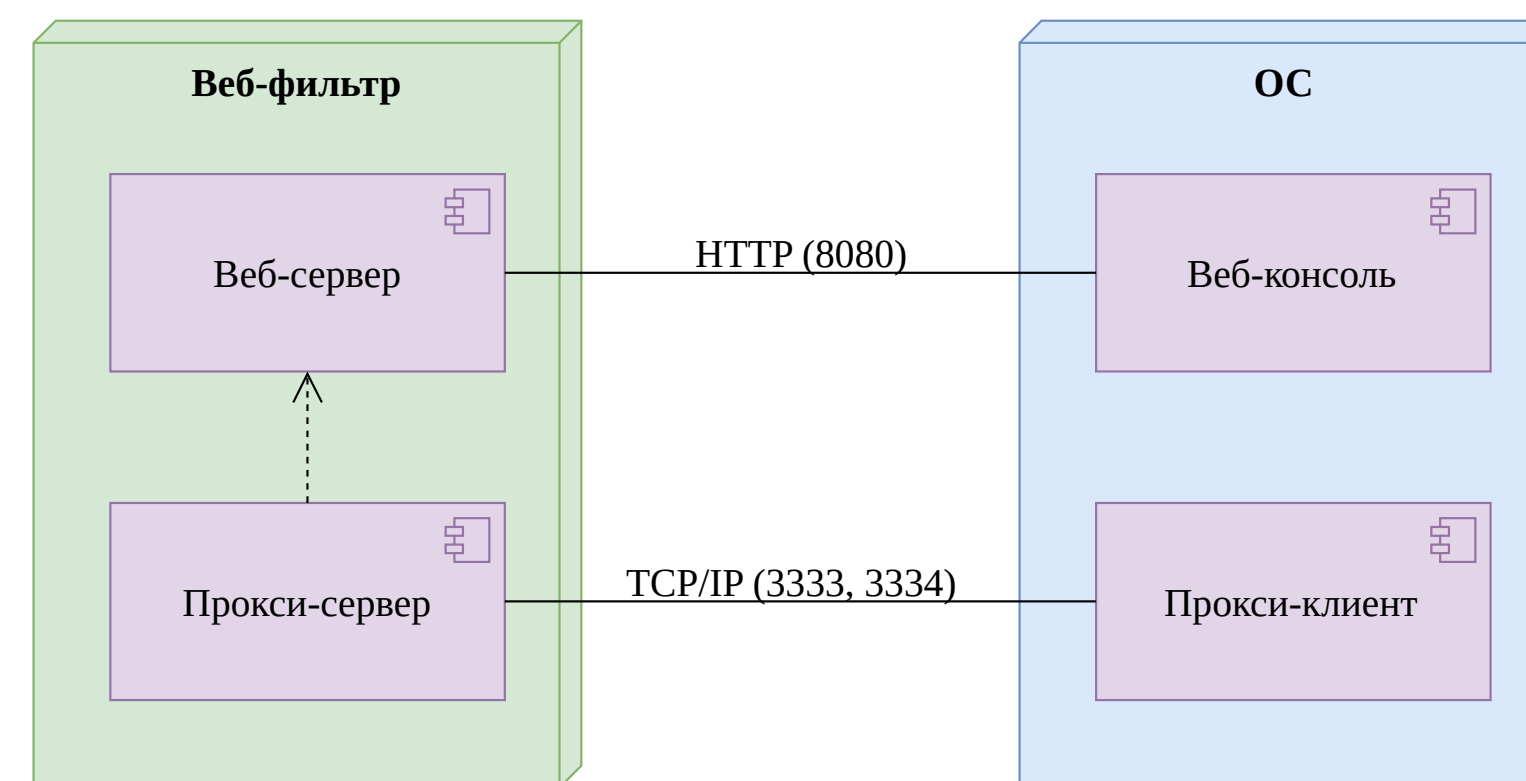 Веб-фильтр
ОС
Веб-сервер
HTTP (8080)
Веб-консоль
Прокси-сервер
TCP/IP (3333, 3334)
Прокси-клиент